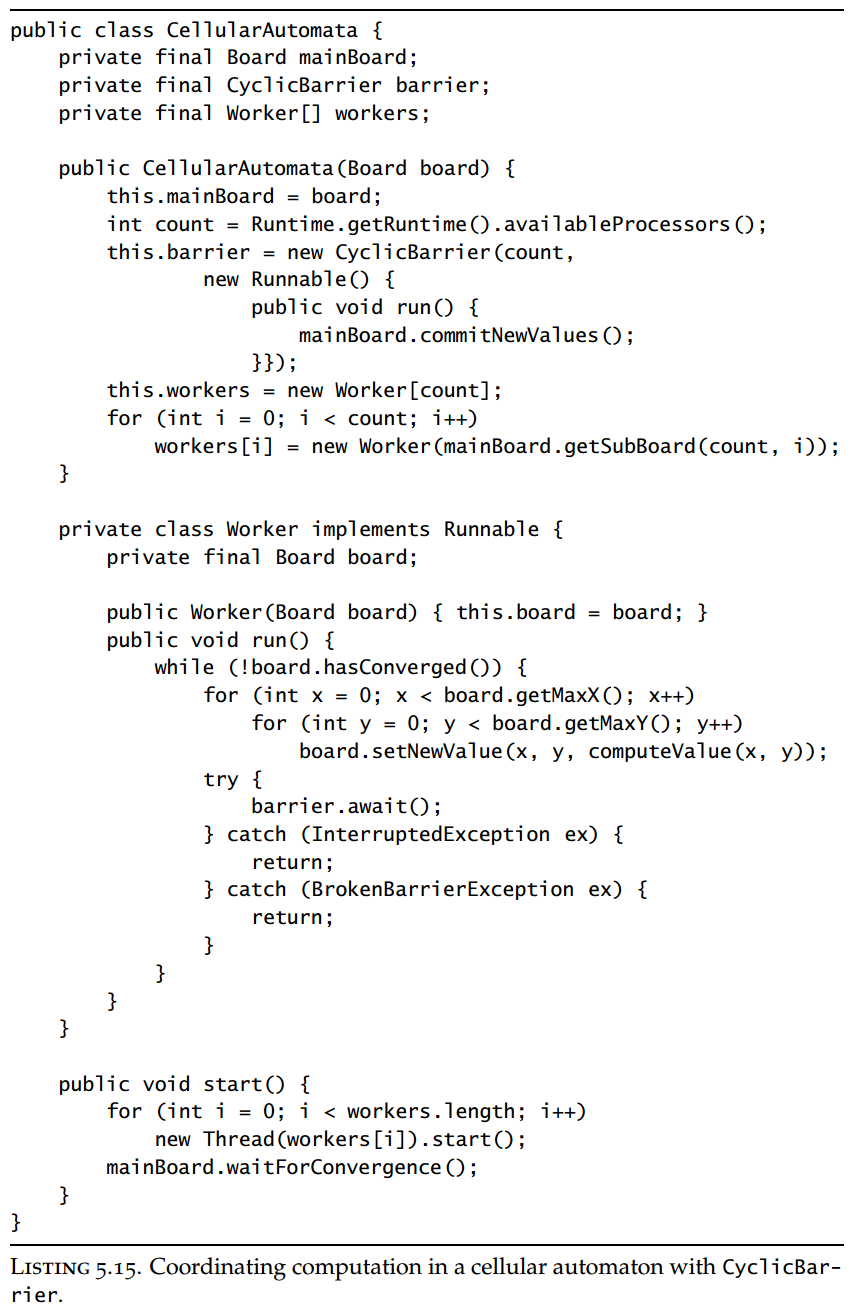 public class CellularAutomata {
    private final Board mainBoard;
    private final CyclicBarrier barrier;
    private final Worker[] workers;

    public CellularAutomata(Board board) {
        this.mainBoard = board;
        int count = Runtime.getRuntime().availableProcessors();
        this.barrier = new CyclicBarrier(count,
                new Runnable() {
                    public void run() {
                        mainBoard.commitNewValues();
                    }});
        this.workers = new Worker[count];
        for (int i = 0; i < count; i++)
            workers[i] = new Worker(mainBoard.getSubBoard(count, i));
    }

    private class Worker implements Runnable {
        private final Board board;

        public Worker(Board board) { this.board = board; }
        public void run() {
            while (!board.hasConverged()) {
                for (int x = 0; x < board.getMaxX(); x++)
                    for (int y = 0; y < board.getMaxY(); y++)
                        board.setNewValue(x, y, computeValue(x, y));
                try {
                    barrier.await();
                } catch (InterruptedException ex) {
                    return;
                } catch (BrokenBarrierException ex) {
                    return;
                }
            }
        }
    }

    public void start() {
        for (int i = 0; i < workers.length; i++)
            new Thread(workers[i]).start();
        mainBoard.waitForConvergence();
    }
}
LISTING 5.15. Coordinating computation in a cellular automaton with CyclicBar-
rier.